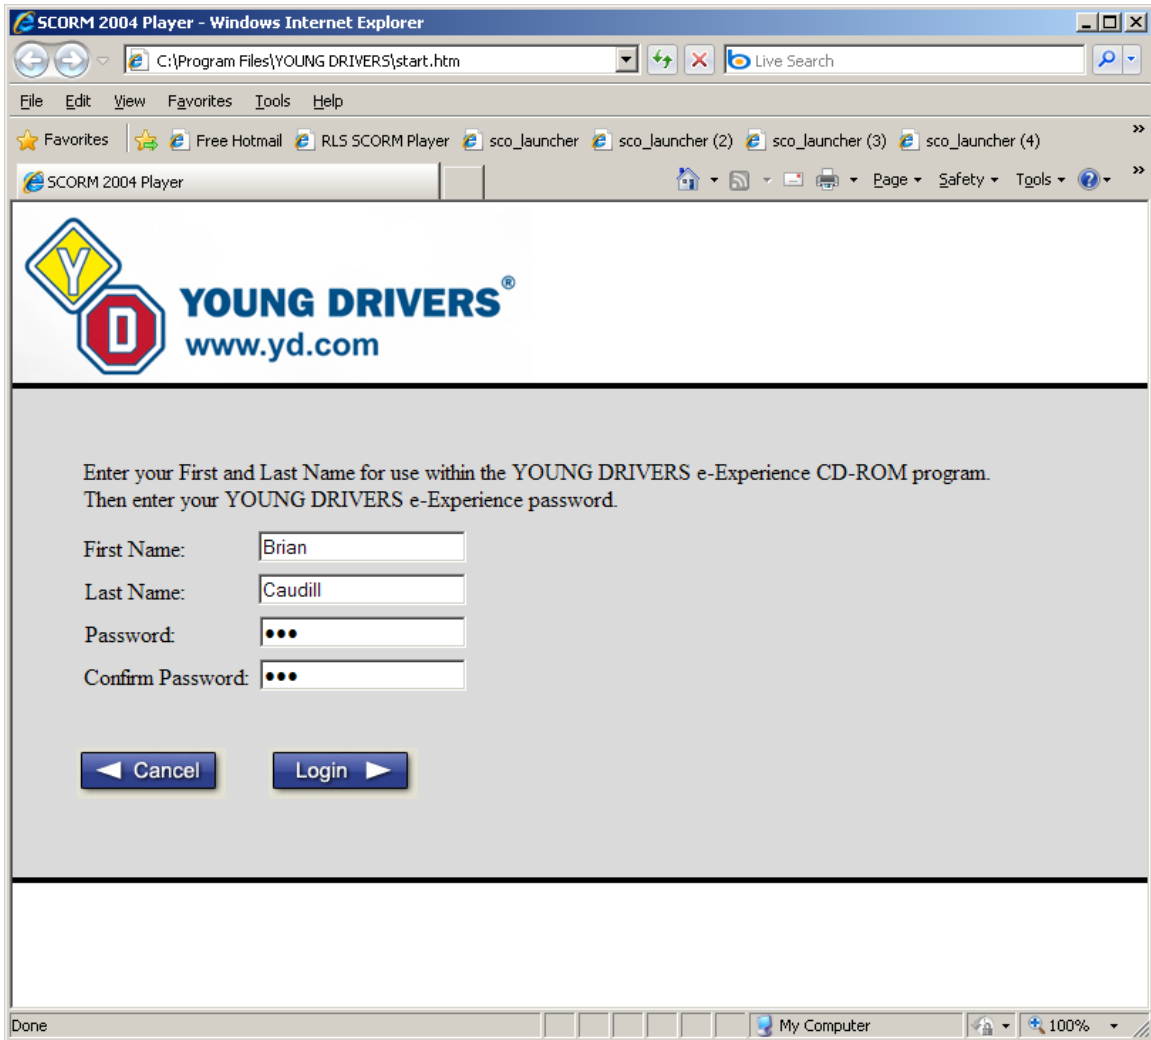 SCORM 2004 Player - Windows Internet Explorer
C:\Program Files\YOUNG DRIVERS\start.htm
Live Search
File Edit View Favorites Tools Help
Favorites Free Hotmail RLS SCORM Player sco_launcher sco_launcher (2) sco_launcher (3) sco_launcher (4) »
SCORM 2004 Player Page Safety Tools »
Y
D
YOUNG DRIVERS®
www.yd.com
Enter your First and Last Name for use within the YOUNG DRIVERS e-Experience CD-ROM program.
Then enter your YOUNG DRIVERS e-Experience password.
First Name: Brian
Last Name: Caudill
Password: •••
Confirm Password: •••
Cancel Login
Done My Computer 100%